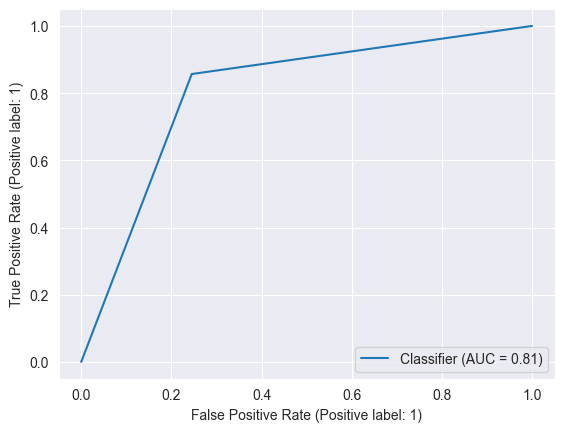 1.0
0.8
0.6
0.4
0.2
0.0
True Positive Rate (Positive label: 1)
Classifier (AUC = 0.81)
0.0 0.2 0.4 0.6 0.8 1.0
False Positive Rate (Positive label: 1)